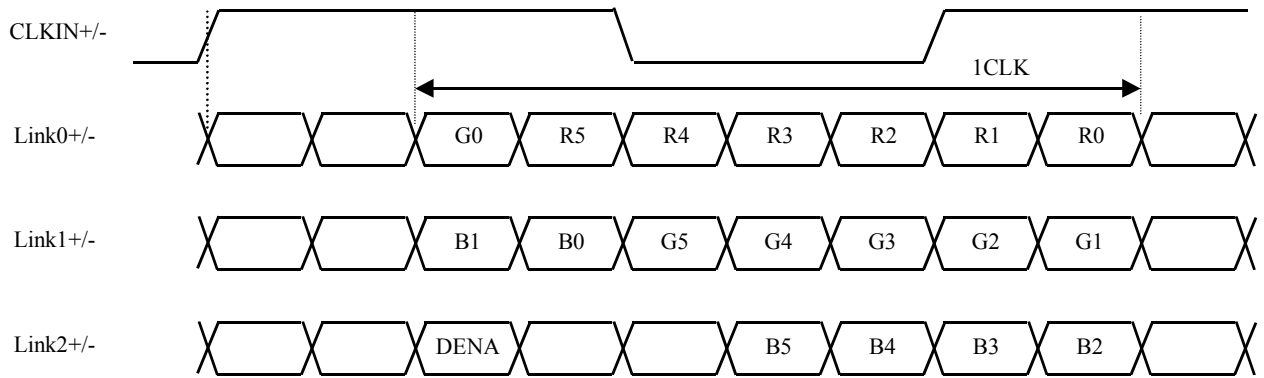 CLKIN+/-
1CLK
Link0+/- G0 R5 R4 R3 R2 R1 R0
Link1+/- B1 B0 G5 G4 G3 G2 G1
Link2+/- DENA B5 B4 B3 B2